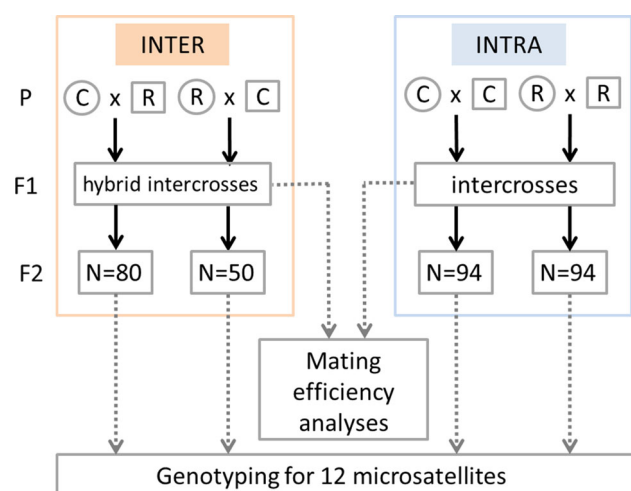 INTER INTRA
P C x R R x C C x C R x R
F1 hybrid intercrosses intercrosses
F2 N=80 N=50 N=94 N=94
Mating
efficiency
analyses
Genotyping for 12 microsatellites